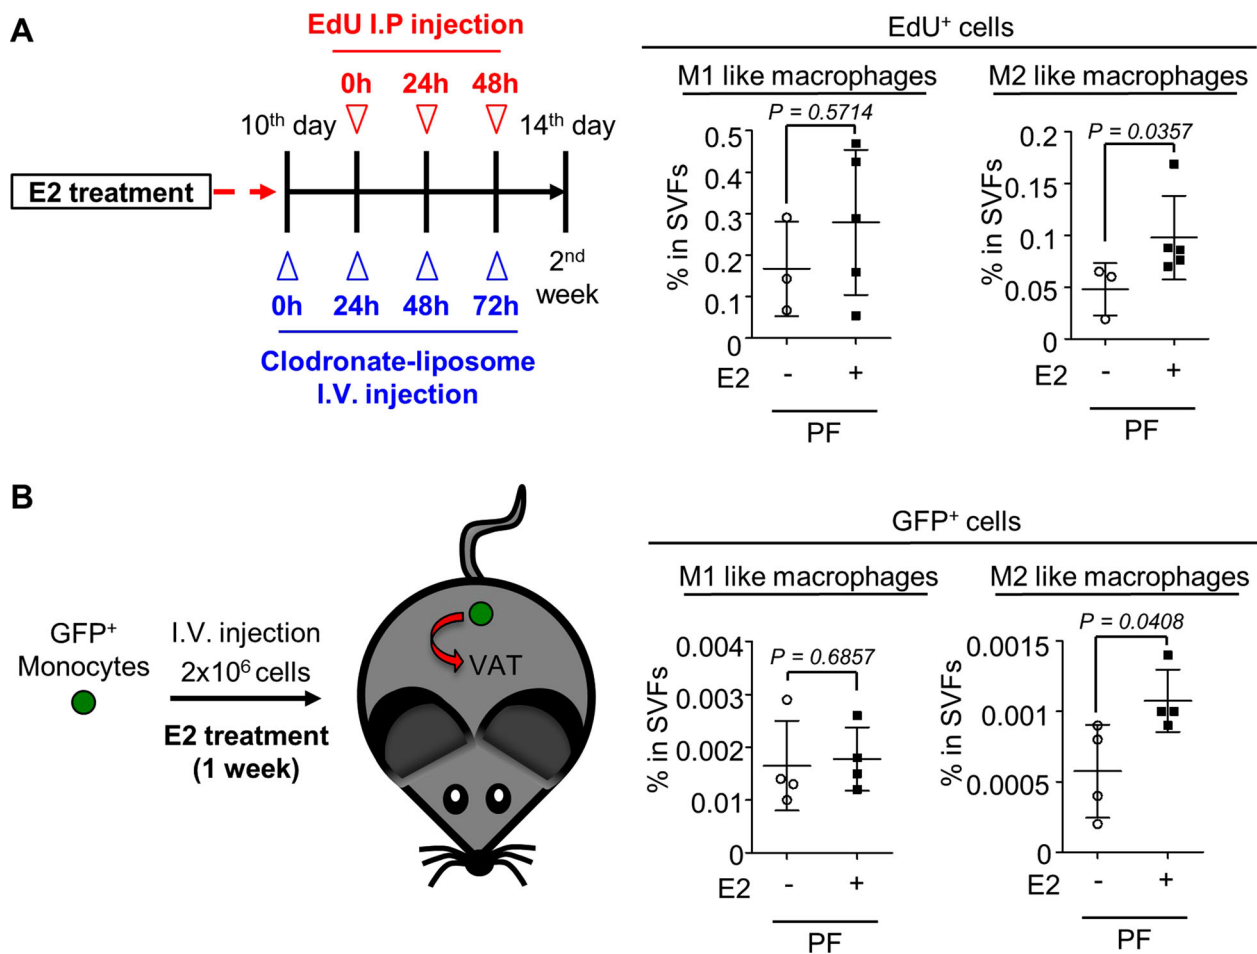 A
EdU I.P injection
0h 24h 48h
10th day 14th day
E2 treatment
2nd
week
0h 24h 48h 72h
Clodronate-liposome
I.V. injection
EdU+ cells
M1 like macrophages
P = 0.5714
% in SVFs
0.5
0.4
0.3
0.2
0.1
0
E2 - +
PF
M2 like macrophages
P = 0.0357
% in SVFs
0.2
0.15
0.1
0.05
0
E2 - +
PF
B
GFP+
Monocytes
I.V. injection
2x10⁶ cells
E2 treatment
(1 week)
VAT
GFP+ cells
M1 like macrophages
P = 0.6857
% in SVFs
0.004
0.003
0.002
0.01
0
E2 - +
PF
M2 like macrophages
P = 0.0408
% in SVFs
0.0015
0.001
0.0005
0
E2 - +
PF